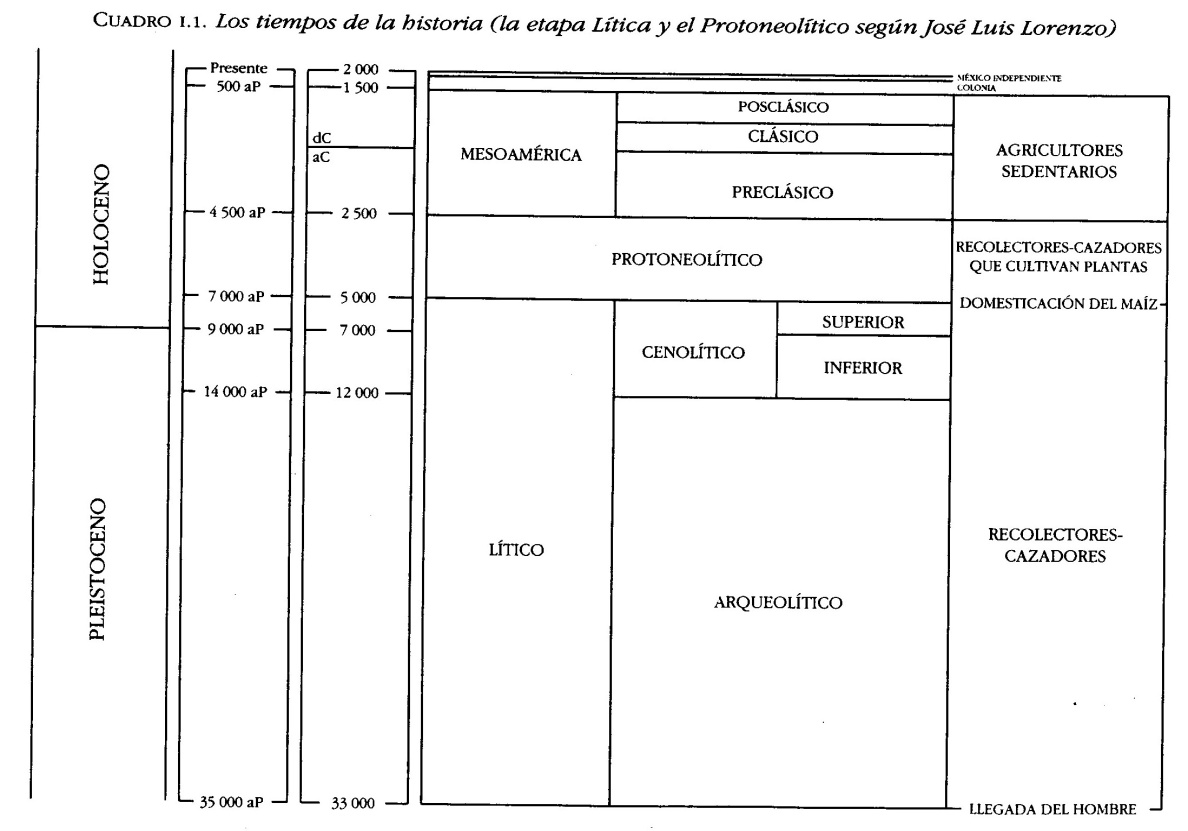 CUADRO I.1. Los tiempos de la historia (la etapa Lítica y el Protoneolítico según José Luis Lorenzo)
Presente
2 000
MÉXICO INDEPENDIENTE
500 aP
1 500
COLONIA
POSCLÁSICO
dC
CLÁSICO
aC
MESOAMÉRICA
AGRICULTORES
SEDENTARIOS
PRECLÁSICO
HOLOCENO
4 500 aP
2 500
PROTONEOLÍTICO
RECOLECTORES-CAZADORES
QUE CULTIVAN PLANTAS
7 000 aP
5 000
DOMESTICACIÓN DEL MAÍZ
9 000 aP
7 000
SUPERIOR
CENOLÍTICO
INFERIOR
14 000 aP
12 000
PLEISTOCENO
LÍTICO
RECOLECTORES-
CAZADORES
ARQUEOLÍTICO
35 000 aP
33 000
LLEGADA DEL HOMBRE